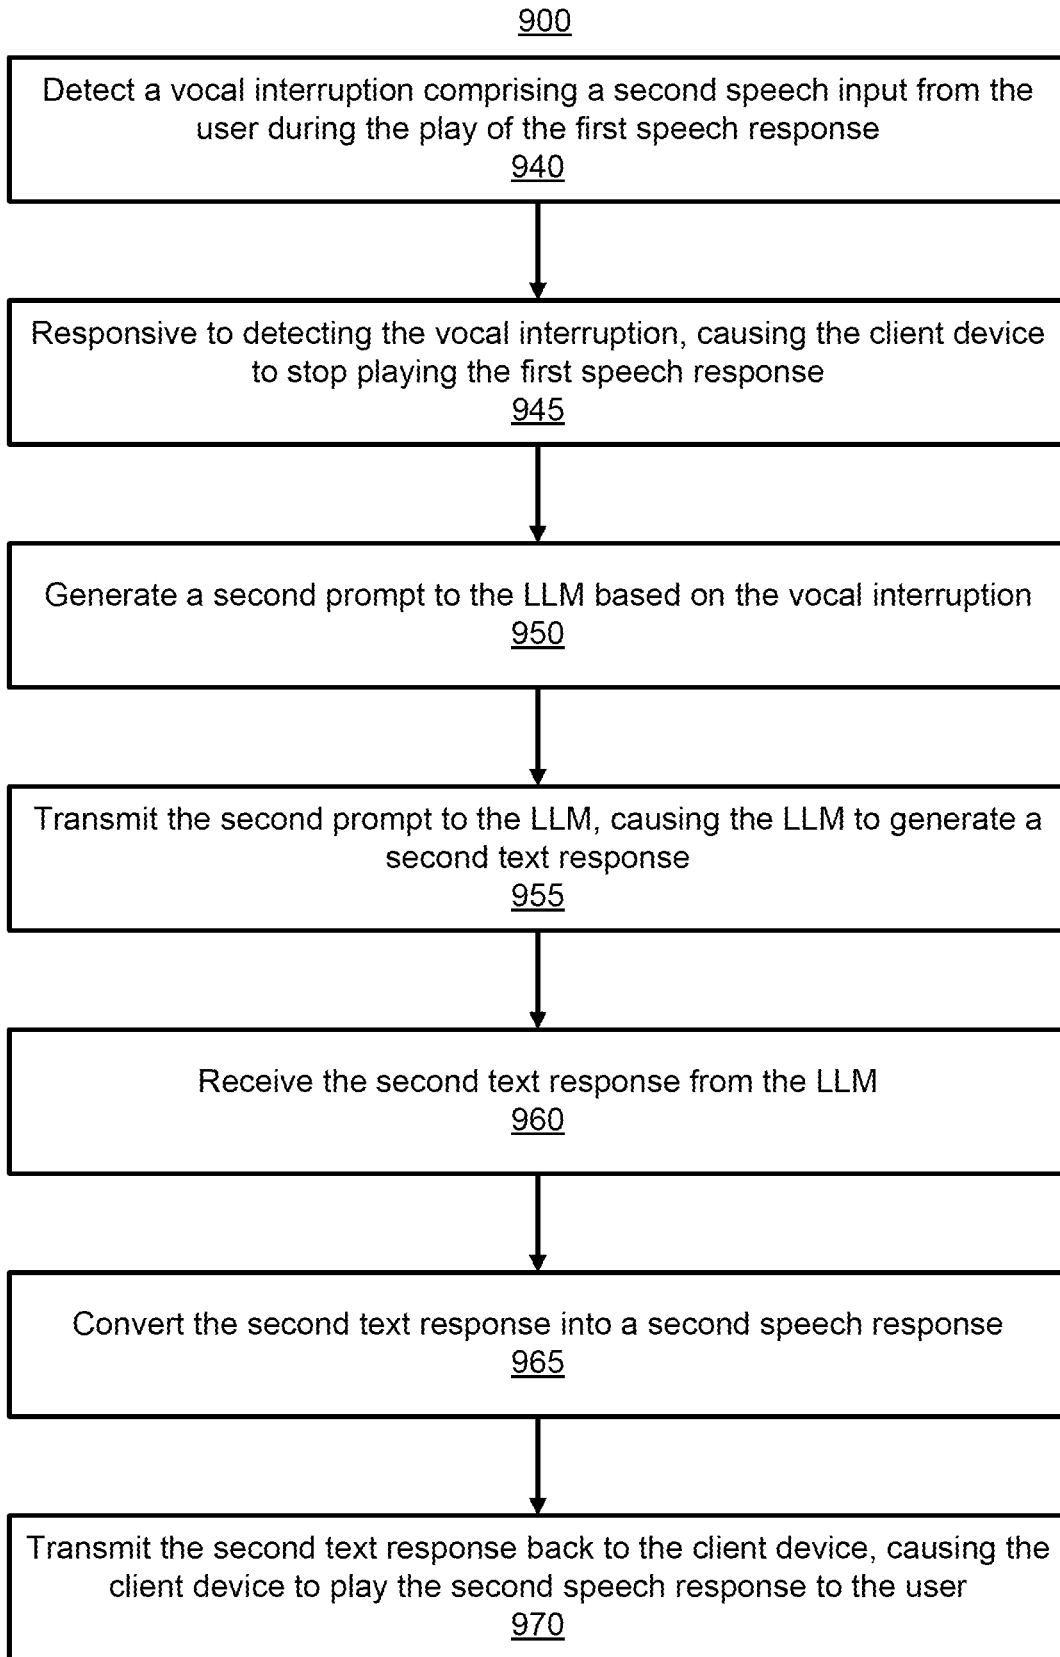 900
Detect a vocal interruption comprising a second speech input from the
user during the play of the first speech response
940
Responsive to detecting the vocal interruption, causing the client device
to stop playing the first speech response
945
Generate a second prompt to the LLM based on the vocal interruption
950
Transmit the second prompt to the LLM, causing the LLM to generate a
second text response
955
Receive the second text response from the LLM
960
Convert the second text response into a second speech response
965
Transmit the second text response back to the client device, causing the
client device to play the second speech response to the user
970